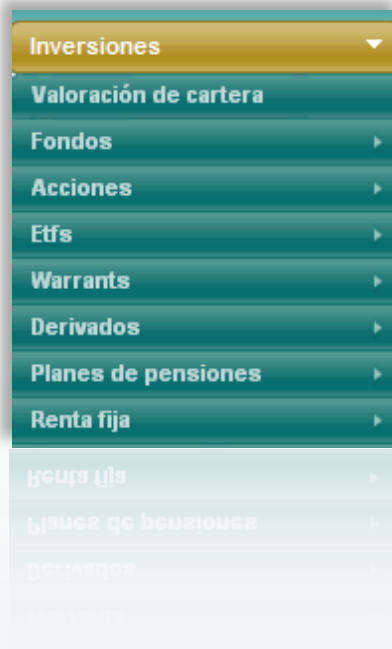 Inversiones
Valoración de cartera
Fondos
Acciones
Etfs
Warrants
Derivados
Planes de pensiones
Renta fija